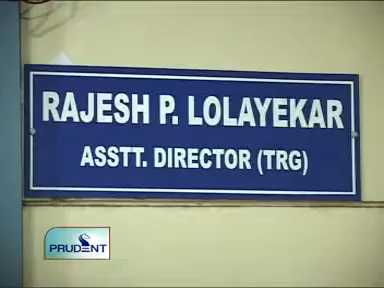 RAJESH P. LOLAYEKAR
ASSTT. DIRECTOR (TRG)
PRUDENT